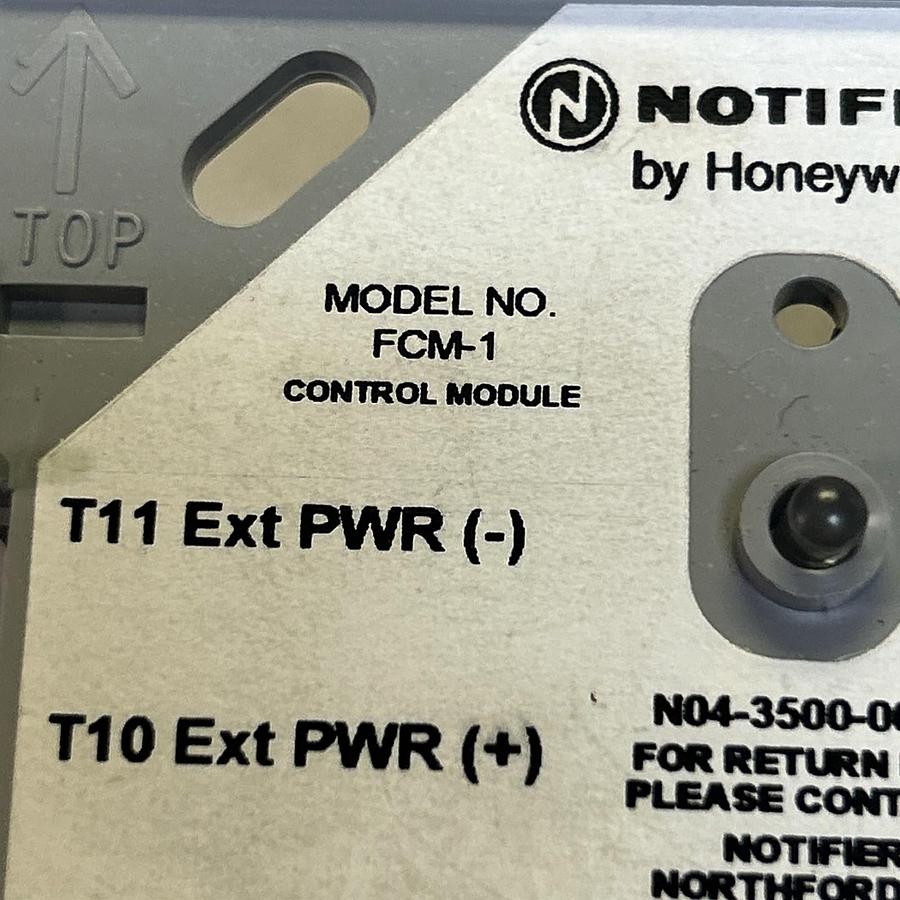 TOP
NOTIFI
by Honeyw
MODEL NO.
FCM-1
CONTROL MODULE
T11 Ext PWR (-)
T10 Ext PWR (+)
N04-3500-0
FOR RETURN
PLEASE CONT
NOTIFIER
NORTHFORD